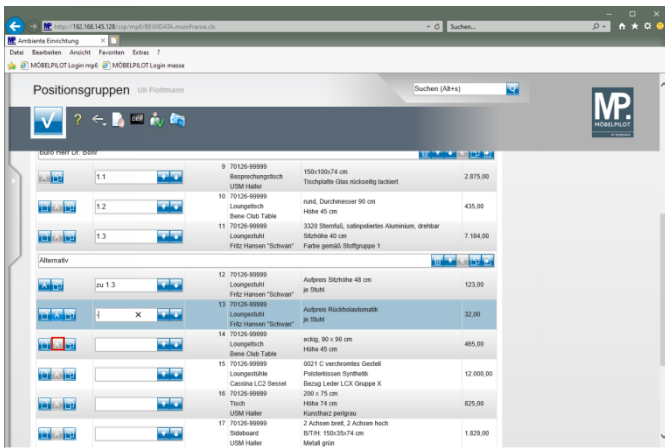 http://192.168.145.128/csp/mp6/BEWIDATA.mainFrame.cls
Suchen...
Ambiente Einrichtung
Datei Bearbeiten Ansicht Favoriten Extras ?
MÖBELPILOT Login mp6 MÖBELPILOT Login messe
Positionsgruppen Uli Flottmann
Suchen (Alt+s)
MP.
MÖBELPILOT
Büro Herr Dr. Bohr
9 70126-99999
1.1
Besprechungstisch
USM Haller
150x100x74 cm
Tischplatte Glas rückseitig lackiert
2.875,00
10 70126-99999
1.2
Loungetisch
Bene Club Table
rund, Durchmesser 90 cm
Höhe 45 cm
435,00
11 70126-99999
1.3
Loungestuhl
Fritz Hansen "Schwan"
3320 Sternfuß, satinpoliertes Aluminium, drehbar
Sitzhöhe 40 cm
Farbe gemäß Stoffgruppe 1
7.184,00
Alternativ
12 70126-99999
zu 1.3
Loungestuhl
Fritz Hansen "Schwan"
Aufpreis Sitzhöhe 48 cm
je Stuhl
123,00
13 70126-99999
Loungestuhl
Fritz Hansen "Schwan"
Aufpreis Rückholautomatik
je Stuhl
32,00
14 70126-99999
Loungetisch
Bene Club Table
eckig, 90 x 90 cm
Höhe 45 cm
465,00
15 70126-99999
Loungestühle
Cassina LC2 Sessel
0021 C verchromtes Gestell
Polsterkissen Synthetik
Bezug Leder LCX Gruppe X
12.000,00
16 70126-99999
Tisch
USM Haller
200 x 75 cm
Höhe 74 cm
Kunstharz perlgrau
825,00
17 70126-99999
Sideboard
USM Haller
2 Achsen breit, 2 Achsen hoch
B/T/H: 150x35x74 cm
Metall grün
1.829,00